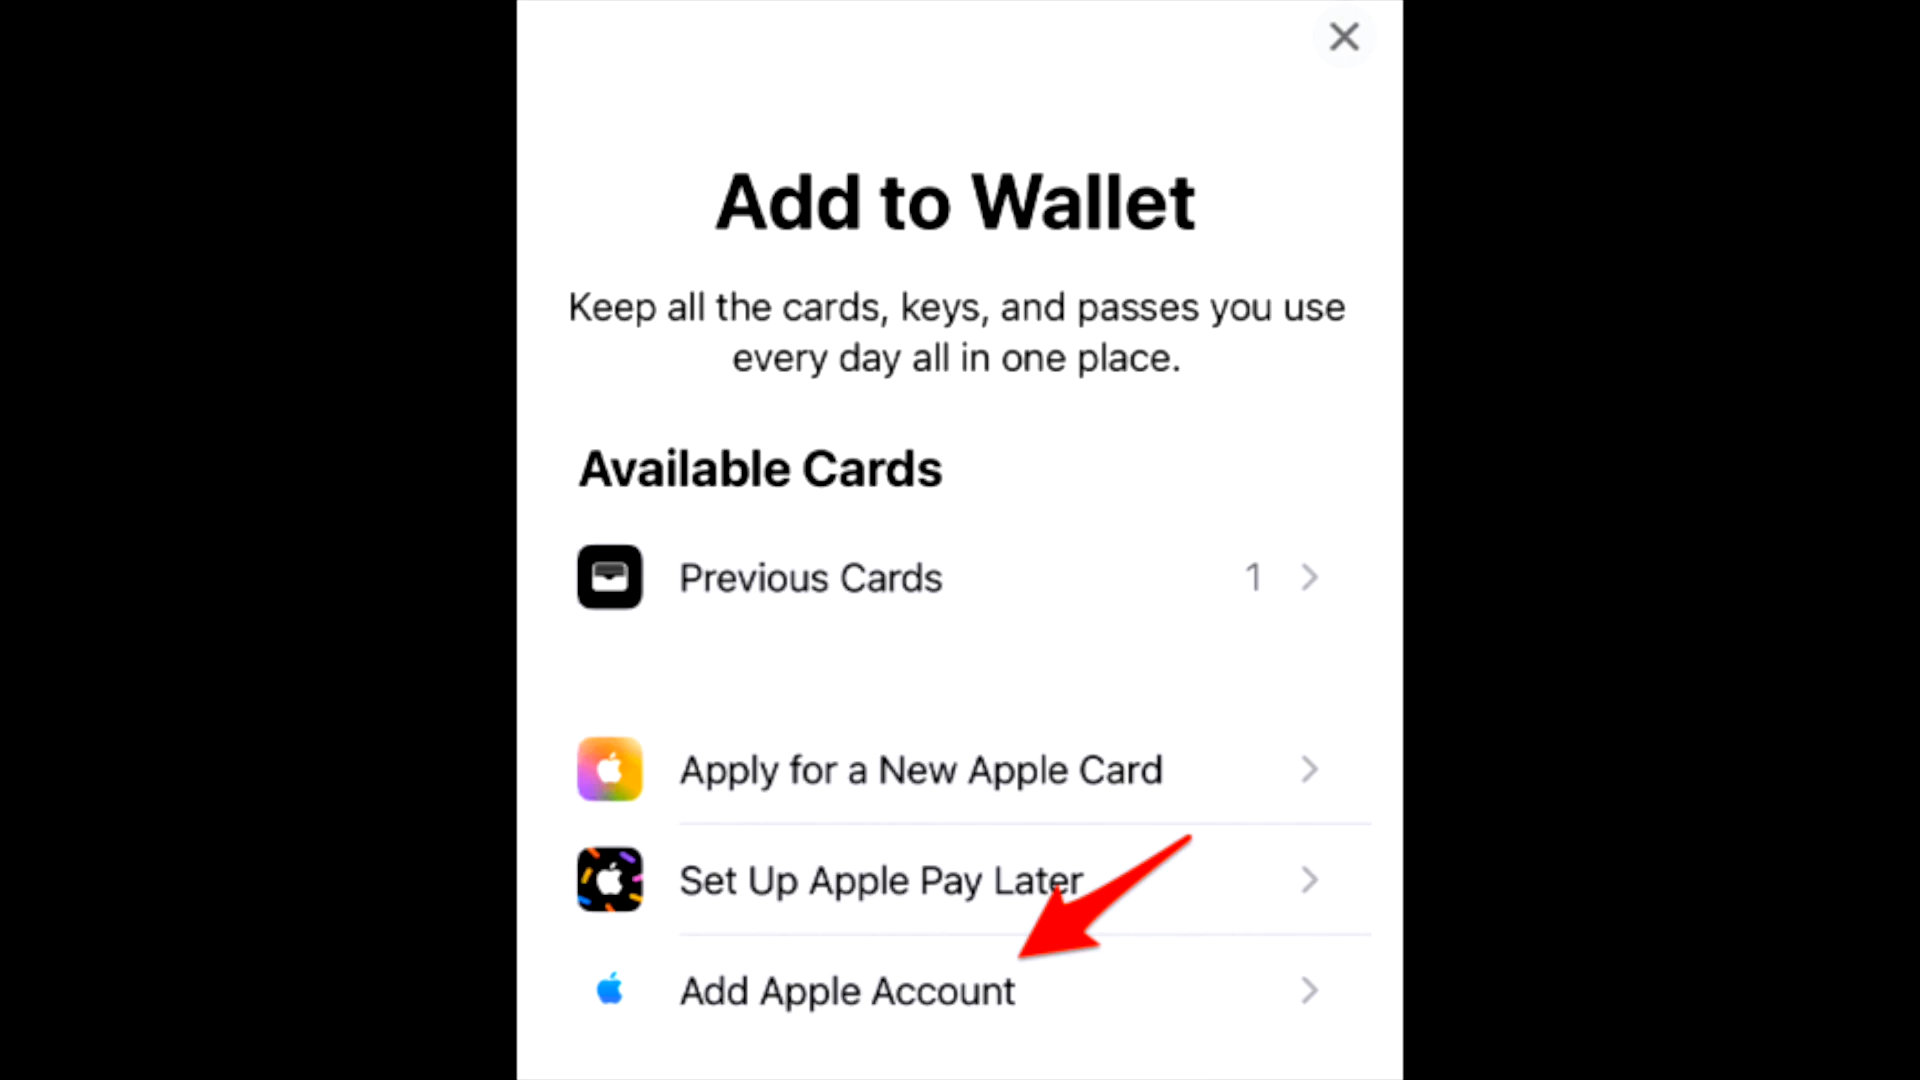 Add to Wallet
Keep all the cards, keys, and passes you use
every day all in one place.
Available Cards
Previous Cards 1
Apply for a New Apple Card
Set Up Apple Pay Later
Add Apple Account